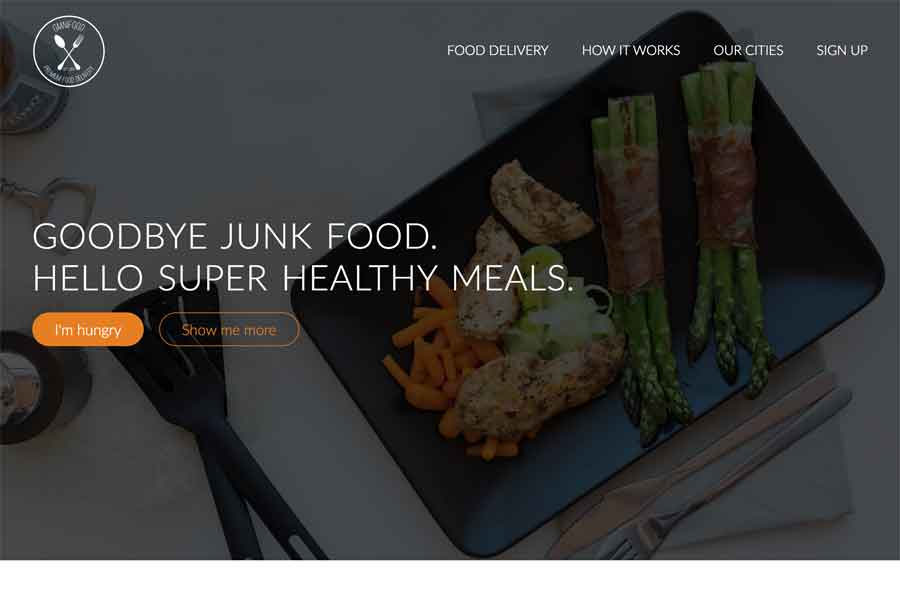 OMNIFOOD
PREMIUM FOOD DELIVERY
FOOD DELIVERY
HOW IT WORKS
OUR CITIES
SIGN UP
GOODBYE JUNK FOOD.
HELLO SUPER HEALTHY MEALS.
I'm hungry
Show me more